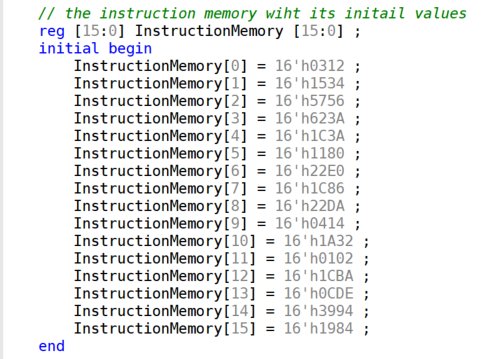 // the instruction memory wiht its initail values
reg [15:0] InstructionMemory [15:0] ;
initial begin
InstructionMemory[0] = 16'h0312 ;
InstructionMemory[1] = 16'h1534 ;
InstructionMemory[2] = 16'h5756 ;
InstructionMemory[3] = 16'h623A ;
InstructionMemory[4] = 16'h1C3A ;
InstructionMemory[5] = 16'h1180 ;
InstructionMemory[6] = 16'h22E0 ;
InstructionMemory[7] = 16'h1C86 ;
InstructionMemory[8] = 16'h22DA ;
InstructionMemory[9] = 16'h0414 ;
InstructionMemory[10] = 16'h1A32 ;
InstructionMemory[11] = 16'h0102 ;
InstructionMemory[12] = 16'h1CBA ;
InstructionMemory[13] = 16'h0CDE ;
InstructionMemory[14] = 16'h3994 ;
InstructionMemory[15] = 16'h1984 ;
end